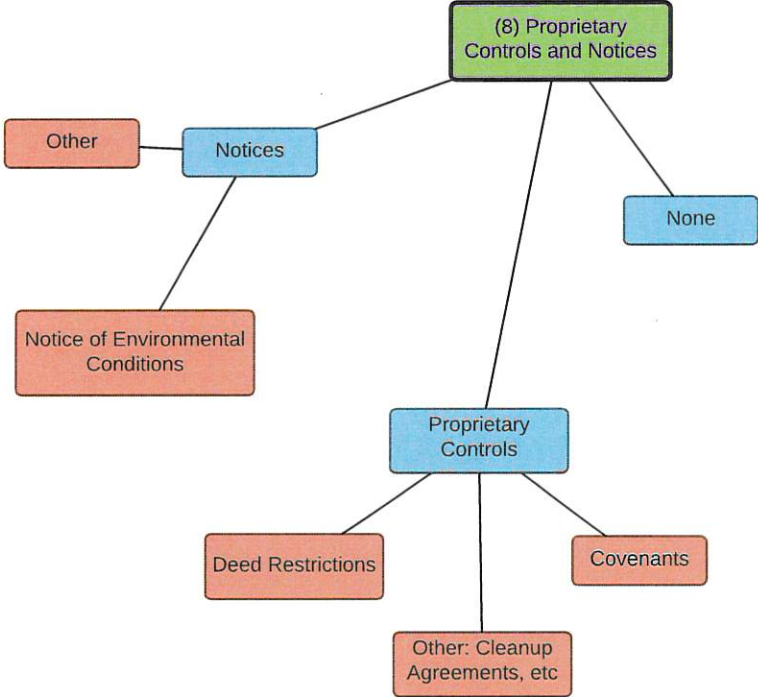 (8) Proprietary
Controls and Notices
Other
Notices
None
Notice of Environmental
Conditions
Proprietary
Controls
Deed Restrictions
Covenants
Other: Cleanup
Agreements, etc